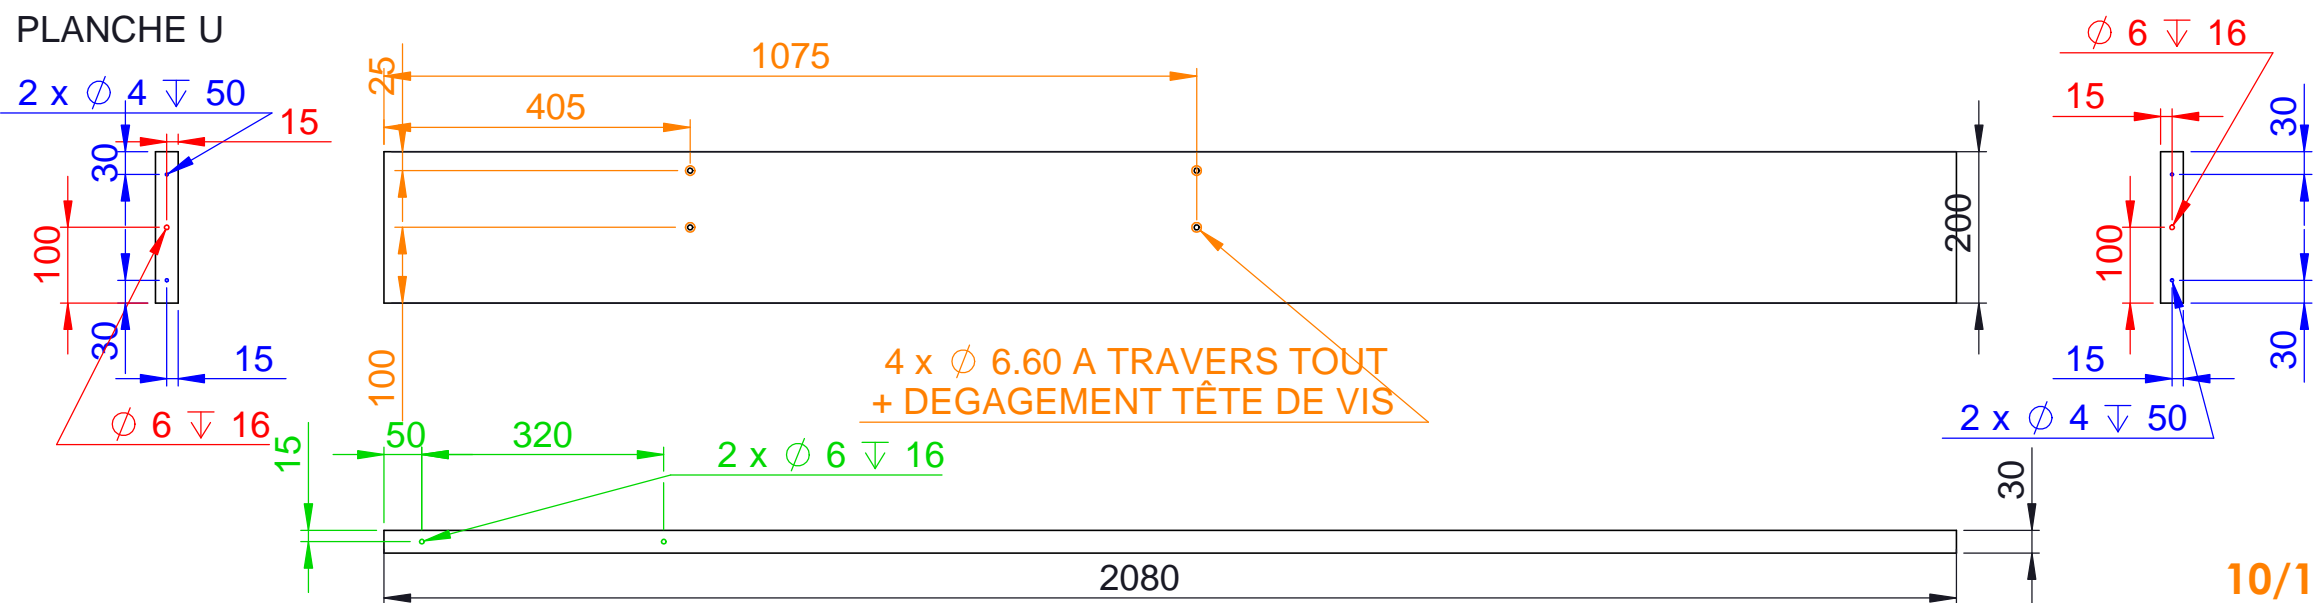 PLANCHE U
2 x ∅ 4 ↧ 50
15
30
100
30
15
∅ 6 ↧ 16
25
1075
405
100
200
4 x ∅ 6.60 A TRAVERS TOUT
+ DEGAGEMENT TÊTE DE VIS
∅ 6 ↧ 16
15
30
100
30
15
2 x ∅ 4 ↧ 50
15
50
320
2 x ∅ 6 ↧ 16
30
2080
10/1